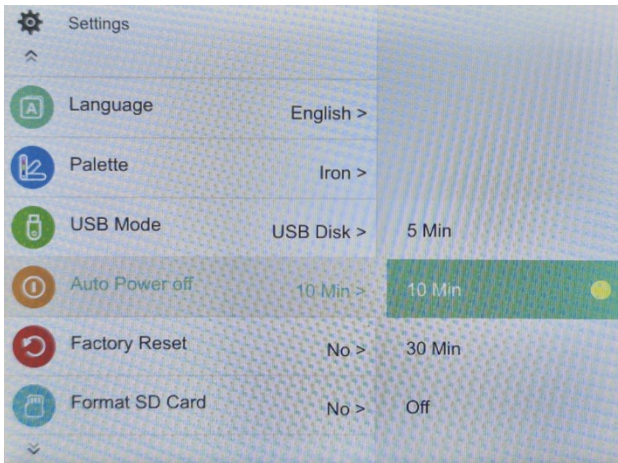 Settings
Language English >
Palette Iron >
USB Mode USB Disk >
5 Min
Auto Power off 10 Min >
10 Min
Factory Reset No >
30 Min
Format SD Card No >
Off